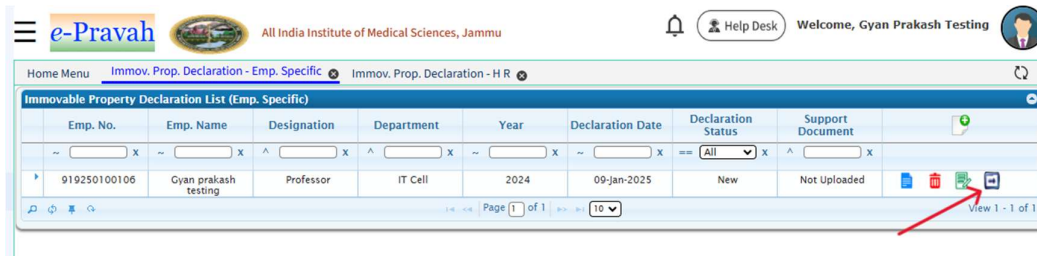 e-Pravah All India Institute of Medical Sciences, Jammu Help Desk Welcome, Gyan Prakash Testing
Home Menu Immov. Prop. Declaration - Emp. Specific Immov. Prop. Declaration - H R
Immovable Property Declaration List (Emp. Specific)
Emp. No. Emp. Name Designation Department Year Declaration Date Declaration Status Support Document
~ x ~ x ^ x ^ x ~ x ~ x == All x ^ x
919250100106 Gyan prakash testing Professor IT Cell 2024 09-Jan-2025 New Not Uploaded
Page 1 of 1 10 View 1 - 1 of 1